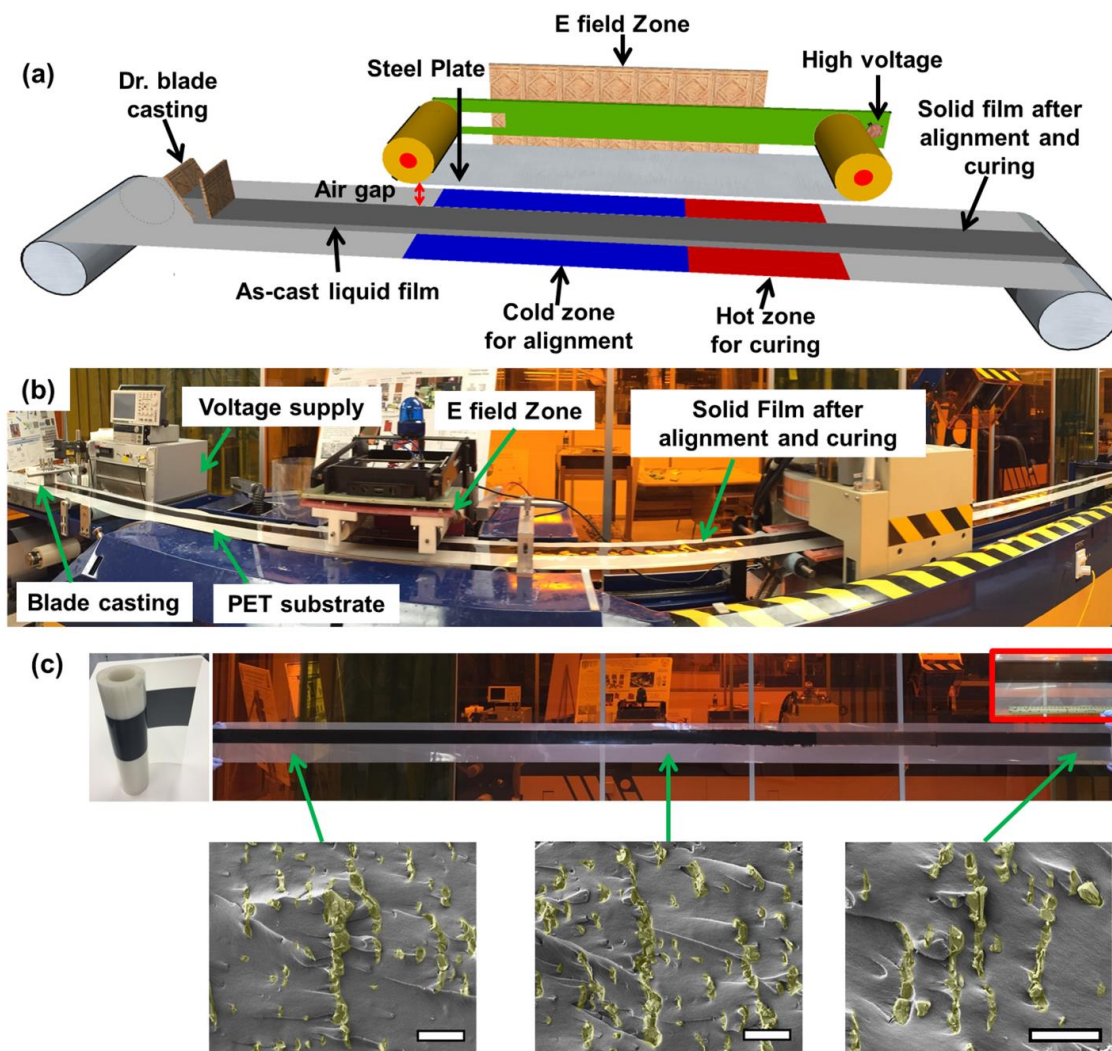 (a)
E field Zone
Steel Plate
High voltage
Dr. blade
casting
Solid film after
alignment and
curing
Air gap
As-cast liquid film
Cold zone
for alignment
Hot zone
for curing
(b)
Voltage supply
E field Zone
Solid Film after
alignment and curing
Blade casting
PET substrate
(c)